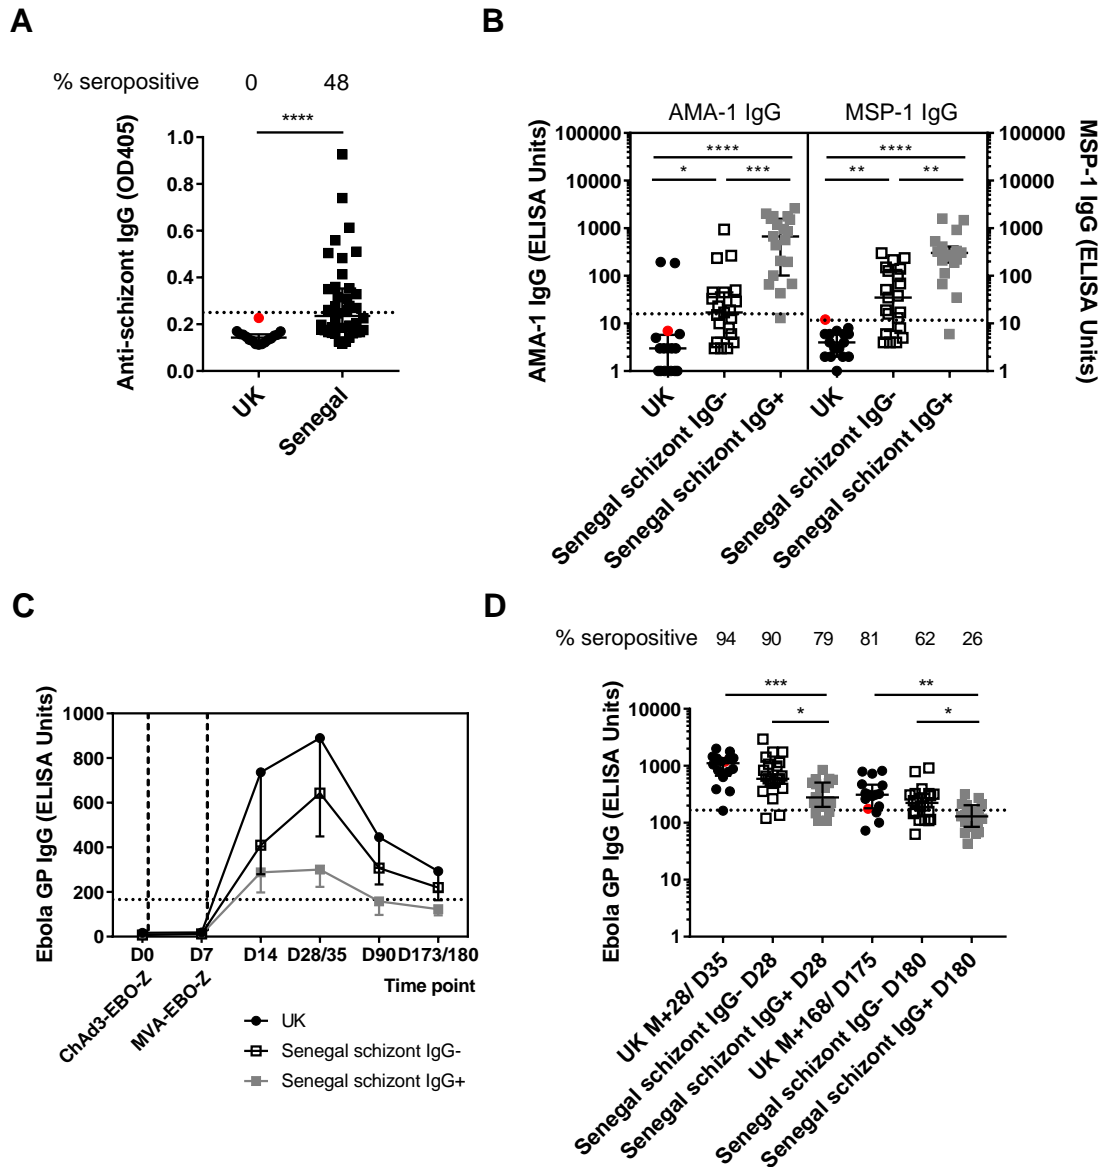 A
% seropositive 0 48
****
Anti-schizont IgG (OD405)
1.0
0.8
0.6
0.4
0.2
0.0
UK
Senegal
B
AMA-1 IgG MSP-1 IgG
AMA-1 IgG (ELISA Units)
100000
10000
1000
100
10
1
****
* ***
****
** **
100000
10000
1000
100
10
1
MSP-1 IgG (ELISA Units)
UK
Senegal schizont IgG-
Senegal schizont IgG+
UK
Senegal schizont IgG-
Senegal schizont IgG+
C
Ebola GP IgG (ELISA Units)
1000
800
600
400
200
0
D0 D7 D14 D28/35 D90 D173/180
Time point
ChAd3-EBO-Z
MVA-EBO-Z
UK
Senegal schizont IgG-
Senegal schizont IgG+
D
% seropositive 94 90 79 81 62 26
*** **
* *
Ebola GP IgG (ELISA Units)
10000
1000
100
10
1
UK M+28/ D35
Senegal schizont IgG- D28
Senegal schizont IgG+ D28
UK M+168/ D175
Senegal schizont IgG- D180
Senegal schizont IgG+ D180